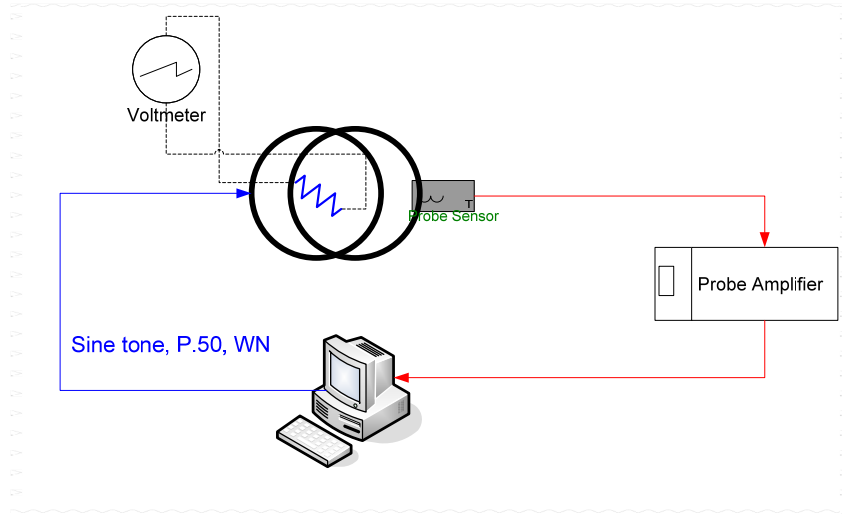 Voltmeter
T
Probe Sensor
Probe Amplifier
Sine tone, P.50, WN